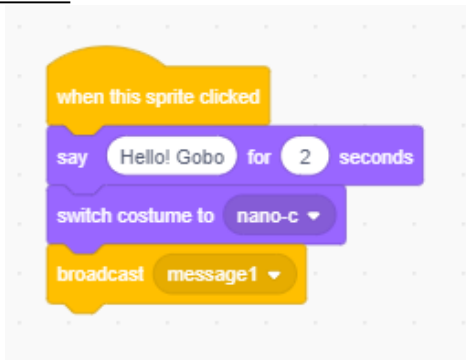 when this sprite clicked
say Hello! Gobo for 2 seconds
switch costume to nano-c
broadcast message1